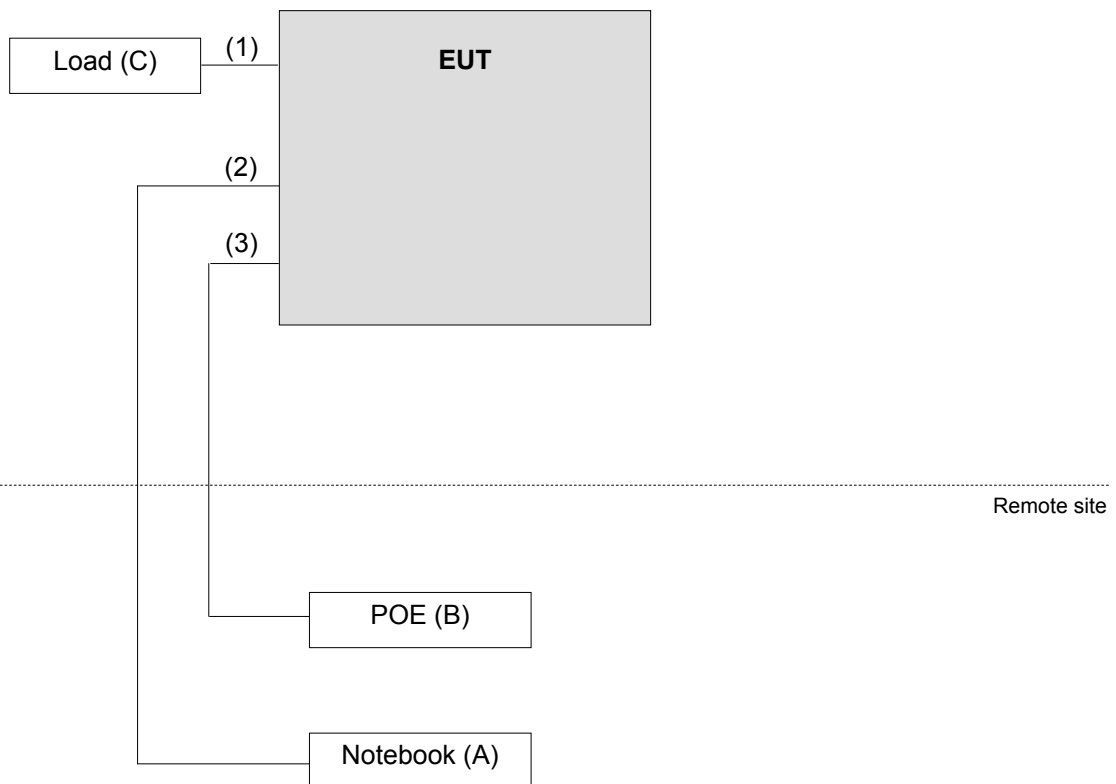 (1)
Load (C)
EUT
(2)
(3)
Remote site
POE (B)
Notebook (A)